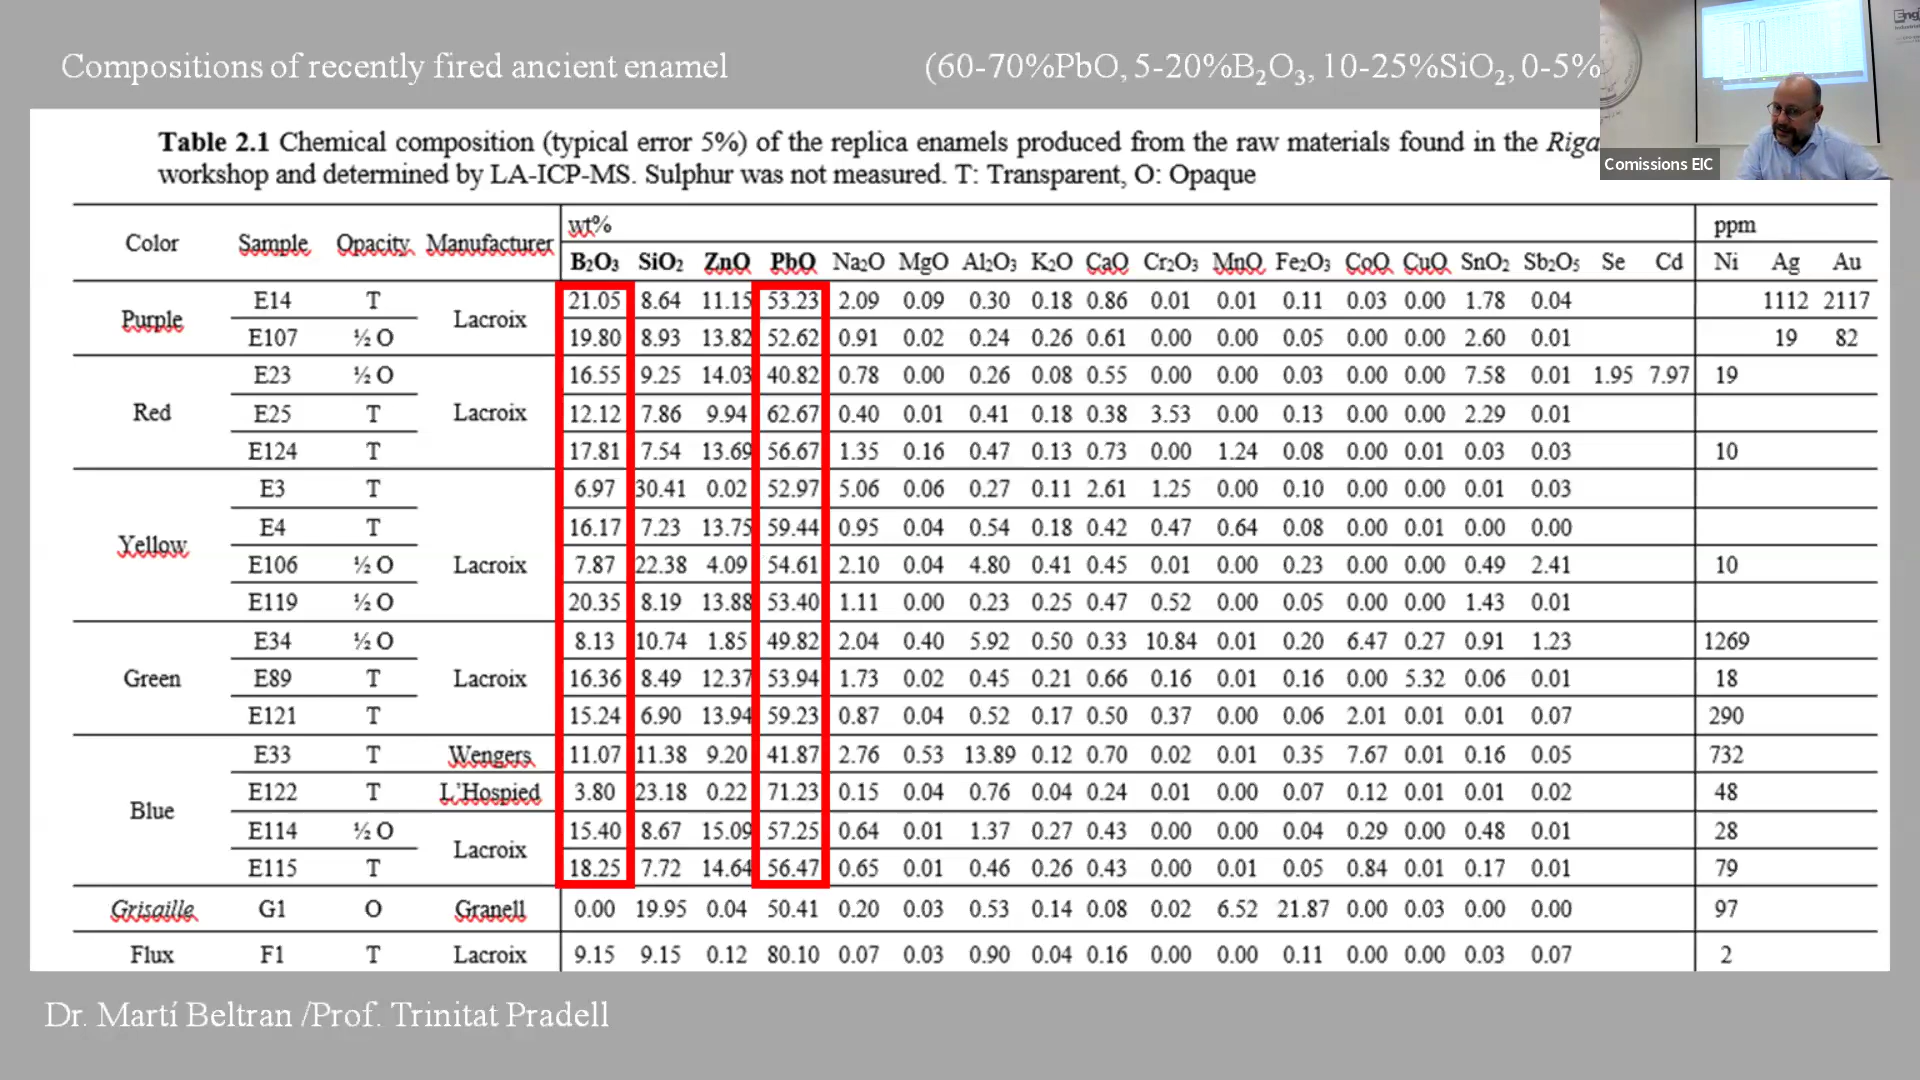 Compositions of recently fired ancient enamel (60-70%PbO, 5-20%B₂O₃, 10-25%SiO₂, 0-5%
Comissions EIC
Table 2.1 Chemical composition (typical error 5%) of the replica enamels produced from the raw materials found in the Riga
workshop and determined by LA-ICP-MS. Sulphur was not measured. T: Transparent, O: Opaque
Color Sample Opacity Manufacturer wt% ppm
B₂O₃ SiO₂ ZnO PbO Na₂O MgO Al₂O₃ K₂O CaO Cr₂O₃ MnO Fe₂O₃ CoO CuO SnO₂ Sb₂O₅ Se Cd Ni Ag Au
Purple Lacroix
E14 T 21.05 8.64 11.15 53.23 2.09 0.09 0.30 0.18 0.86 0.01 0.01 0.11 0.03 0.00 1.78 0.04 1112 2117
E107 ½ O 19.80 8.93 13.82 52.62 0.91 0.02 0.24 0.26 0.61 0.00 0.00 0.05 0.00 0.00 2.60 0.01 19 82
Red Lacroix
E23 ½ O 16.55 9.25 14.03 40.82 0.78 0.00 0.26 0.08 0.55 0.00 0.00 0.03 0.00 0.00 7.58 0.01 1.95 7.97 19
E25 T 12.12 7.86 9.94 62.67 0.40 0.01 0.41 0.18 0.38 3.53 0.00 0.13 0.00 0.00 2.29 0.01
E124 T 17.81 7.54 13.69 56.67 1.35 0.16 0.47 0.13 0.73 0.00 1.24 0.08 0.00 0.01 0.03 0.03 10
Yellow Lacroix
E3 T 6.97 30.41 0.02 52.97 5.06 0.06 0.27 0.11 2.61 1.25 0.00 0.10 0.00 0.00 0.01 0.03
E4 T 16.17 7.23 13.75 59.44 0.95 0.04 0.54 0.18 0.42 0.47 0.64 0.08 0.00 0.01 0.00 0.00
E106 ½ O 7.87 22.38 4.09 54.61 2.10 0.04 4.80 0.41 0.45 0.01 0.00 0.23 0.00 0.00 0.49 2.41 10
E119 ½ O 20.35 8.19 13.88 53.40 1.11 0.00 0.23 0.25 0.47 0.52 0.00 0.05 0.00 0.00 1.43 0.01
Green Lacroix
E34 ½ O 8.13 10.74 1.85 49.82 2.04 0.40 5.92 0.50 0.33 10.84 0.01 0.20 6.47 0.27 0.91 1.23 1269
E89 T 16.36 8.49 12.37 53.94 1.73 0.02 0.45 0.21 0.66 0.16 0.01 0.16 0.00 5.32 0.06 0.01 18
E121 T 15.24 6.90 13.94 59.23 0.87 0.04 0.52 0.17 0.50 0.37 0.00 0.06 2.01 0.01 0.01 0.07 290
Blue
E33 T Wengers 11.07 11.38 9.20 41.87 2.76 0.53 13.89 0.12 0.70 0.02 0.01 0.35 7.67 0.01 0.16 0.05 732
E122 T L'Hospied 3.80 23.18 0.22 71.23 0.15 0.04 0.76 0.04 0.24 0.01 0.00 0.07 0.12 0.01 0.01 0.02 48
Lacroix
E114 ½ O 15.40 8.67 15.09 57.25 0.64 0.01 1.37 0.27 0.43 0.00 0.00 0.04 0.29 0.00 0.48 0.01 28
E115 T 18.25 7.72 14.64 56.47 0.65 0.01 0.46 0.26 0.43 0.00 0.01 0.05 0.84 0.01 0.17 0.01 79
Grisaille G1 O Granell 0.00 19.95 0.04 50.41 0.20 0.03 0.53 0.14 0.08 0.02 6.52 21.87 0.00 0.03 0.00 0.00 97
Flux F1 T Lacroix 9.15 9.15 0.12 80.10 0.07 0.03 0.90 0.04 0.16 0.00 0.00 0.11 0.00 0.00 0.03 0.07 2
Dr. Martí Beltran /Prof. Trinitat Pradell